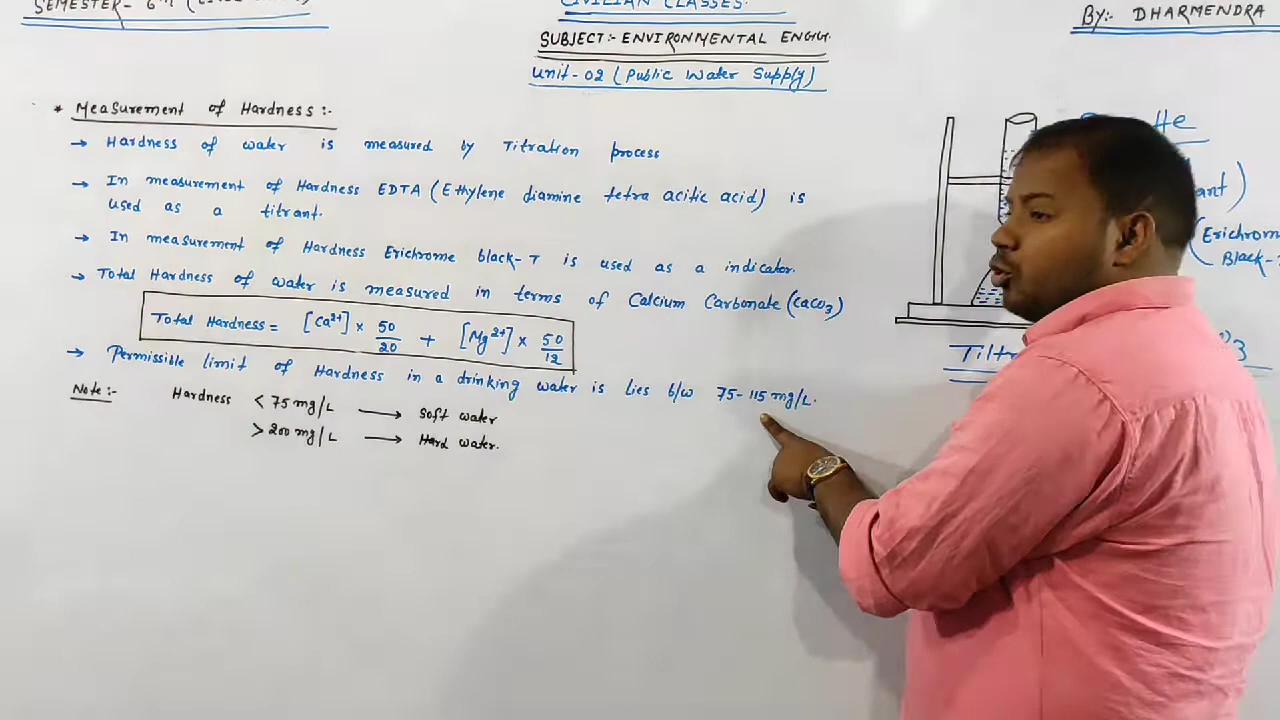 SEMESTER- 6th
CIVILIAN CLASSES.
SUBJECT:- ENVIRONMENTAL ENGG.
Unit-02 (Public Water Supply)
BY:- DHARMENDRA
* Measurement of Hardness:-
→ Hardness of water is measured by Titration process
→ In measurement of Hardness EDTA (Ethylene diamine tetra acitic acid) is
used as a titrant.
→ In measurement of Hardness Erichrome black-T is used as a indicator.
→ Total Hardness of water is measured in terms of Calcium Carbonate (CaCO3)
Total Hardness = [Ca2+] × 50/20 + [Mg2+] × 50/12
→ Permissible limit of Hardness in a drinking water is lies b/w 75-115 mg/L.
Note:- Hardness < 75 mg/L → Soft water
> 200 mg/L → Hard water.
(Erichrome
Black-